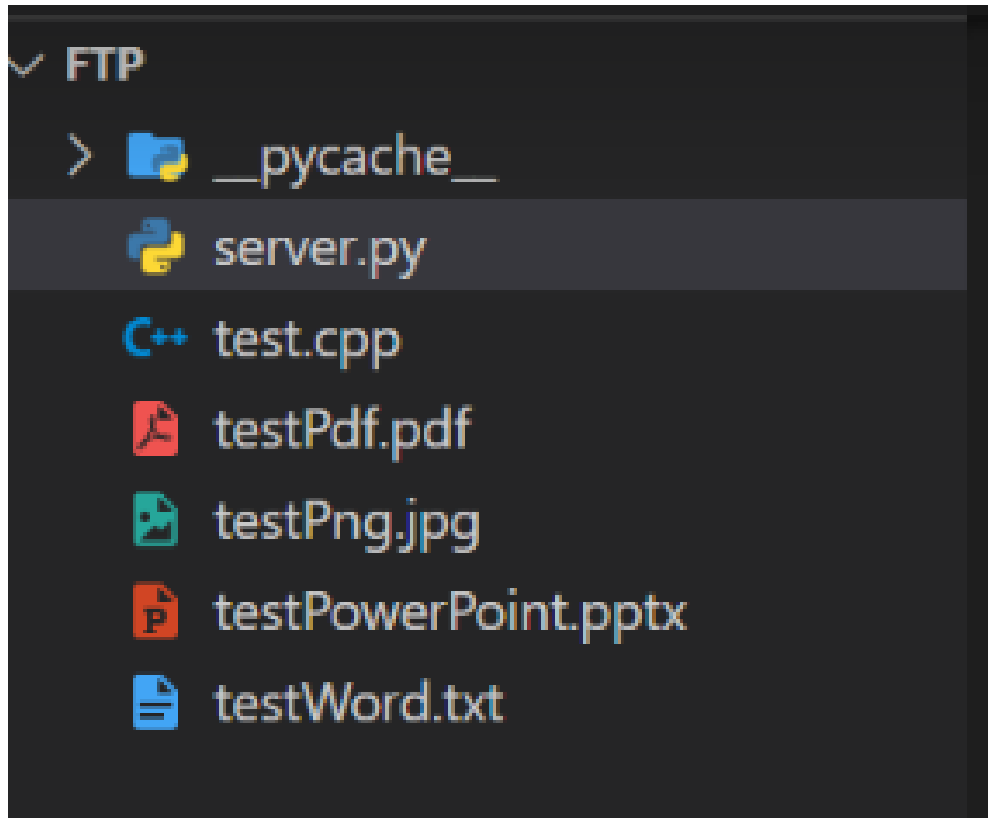 FTP
__pycache__
server.py
test.cpp
testPdf.pdf
testPng.jpg
testPowerPoint.pptx
testWord.txt